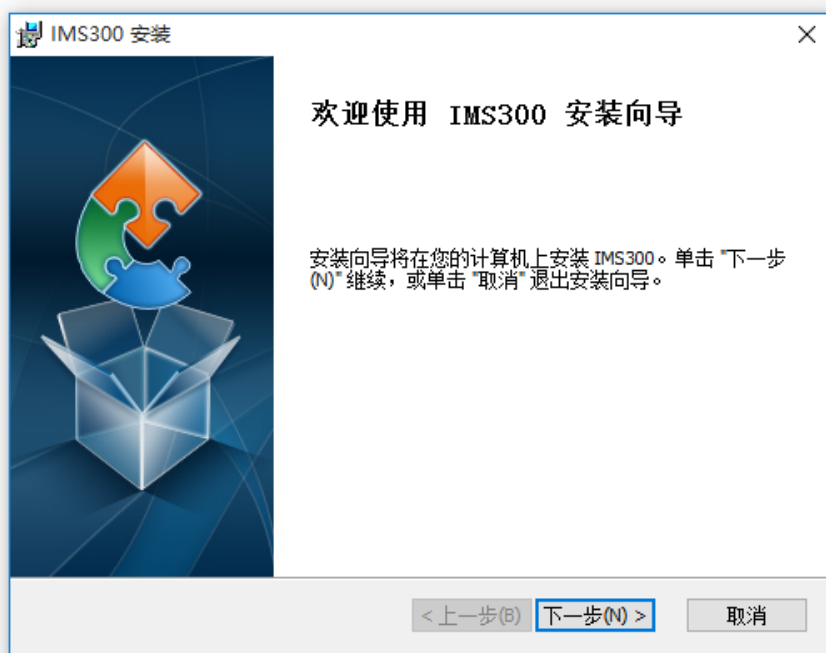 IMS300 安装
欢迎使用 IMS300 安装向导
安装向导将在您的计算机上安装 IMS300。单击 "下一步
(N)" 继续，或单击 "取消" 退出安装向导。
< 上一步(B) 下一步(N) > 取消